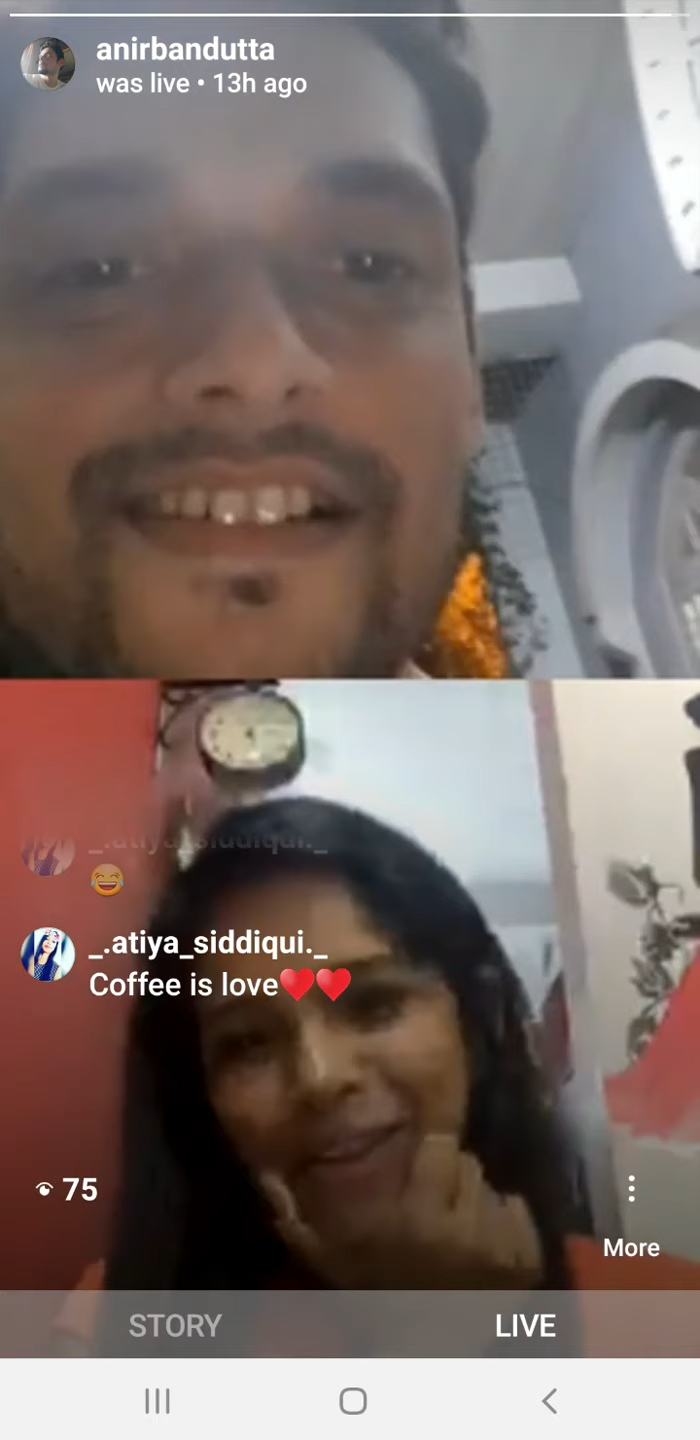 anirbandutta
was live • 13h ago
😂
_.atiya_siddiqui._
Coffee is love❤️❤️
75
More
STORY
LIVE